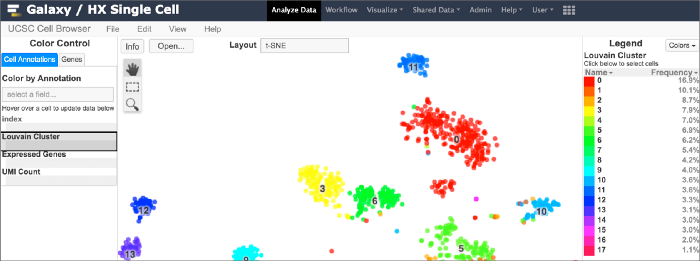 Galaxy / HX Single Cell
Analyze Data Workflow Visualize Shared Data Admin Help User
UCSC Cell Browser File Edit View Help
Color Control
Cell Annotations Genes
Color by Annotation
select a field...
Hover over a cell to update data below
index
Louvain Cluster
Expressed Genes
UMI Count
Info Open... Layout t-SNE
11
0
3
6
12
10
13
5
Legend
Colors
Louvain Cluster
Click below to select cells
Name Frequency
0 16.9%
1 10.1%
2 8.7%
3 7.9%
4 6.9%
5 6.2%
6 5.4%
7 4.2%
8 4.0%
9 4.0%
10 3.8%
11 3.8%
12 3.3%
13 3.1%
14 3.0%
15 2.0%
16 2.0%
17 1.1%